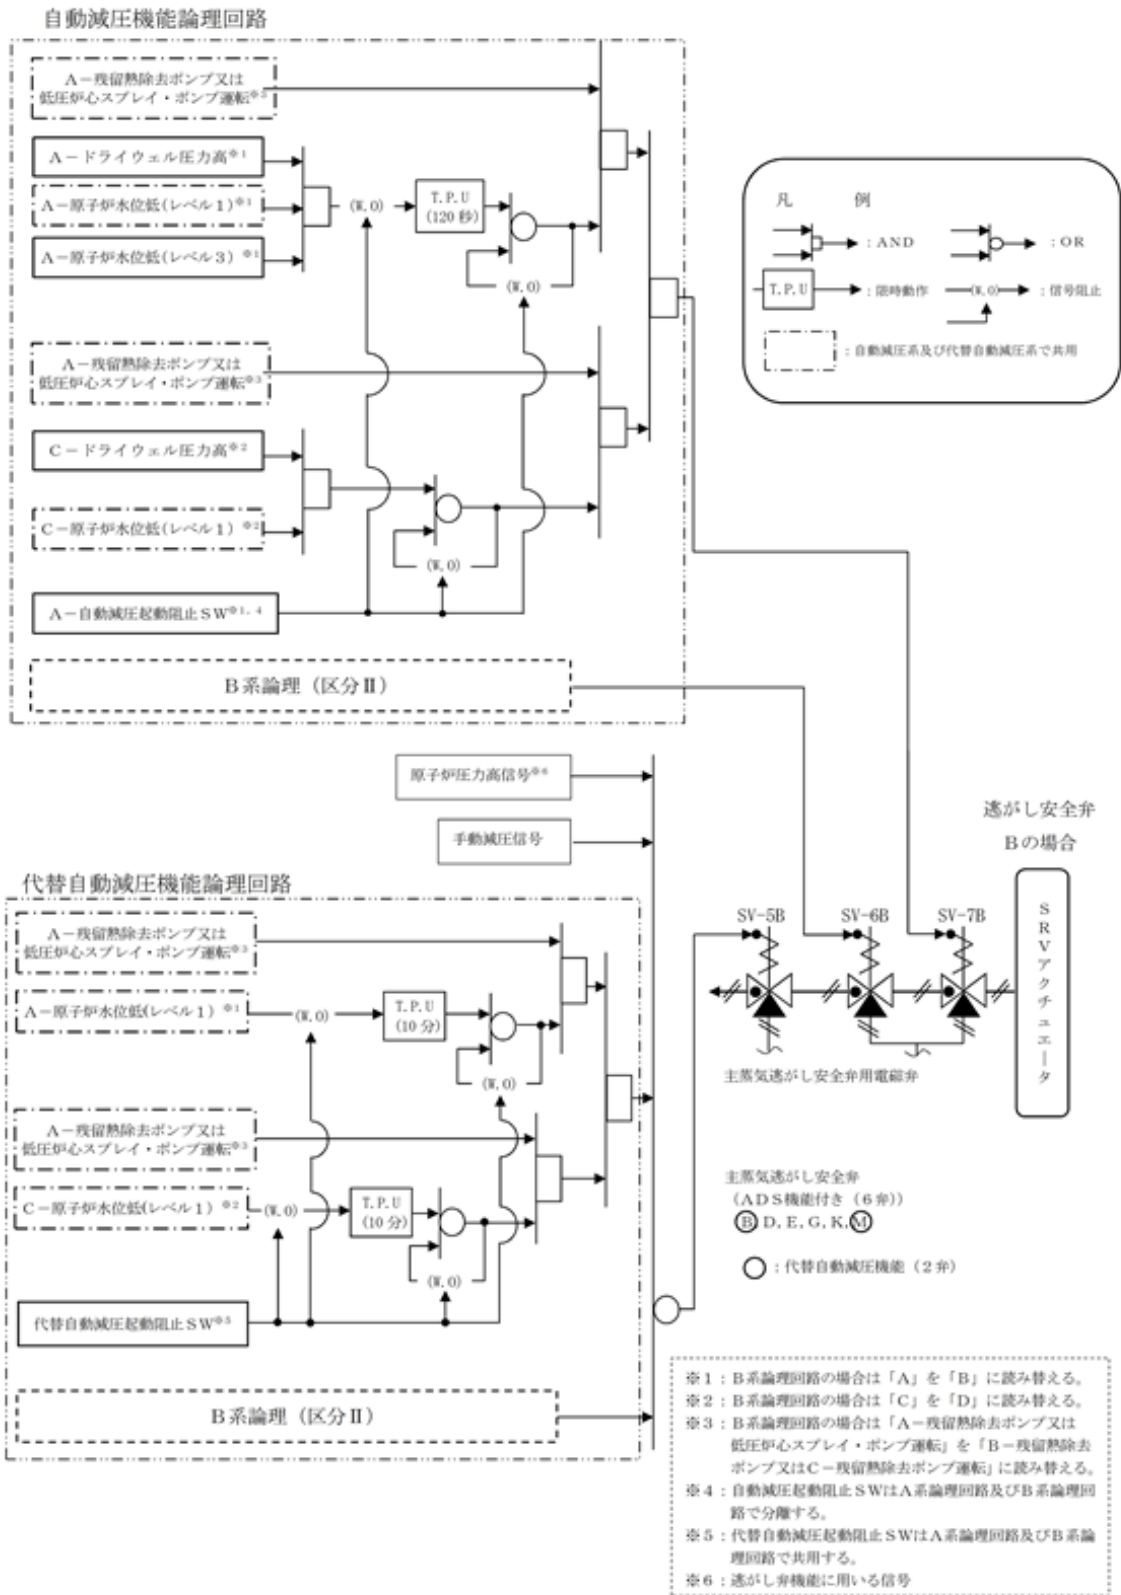 自動減圧機能論理回路
A－残留熱除去ポンプ又は
低圧炉心スプレイ・ポンプ運転※3
A－ドライウェル圧力高※1
A－原子炉水位低(レベル1)※1
A－原子炉水位低(レベル3)※1
(W.O)
T.P.U
(120秒)
(W.O)
A－残留熱除去ポンプ又は
低圧炉心スプレイ・ポンプ運転※3
C－ドライウェル圧力高※2
C－原子炉水位低(レベル1)※2
(W.O)
A－自動減圧起動阻止SW※1.4
B系論理（区分Ⅱ）
凡　例
：AND
：OR
T.P.U
：限時動作
(W.O)
：信号阻止
：自動減圧系及び代替自動減圧系で共用
原子炉圧力高信号※6
手動減圧信号
代替自動減圧機能論理回路
A－残留熱除去ポンプ又は
低圧炉心スプレイ・ポンプ運転※3
A－原子炉水位低(レベル1)※1
(W.O)
T.P.U
(10分)
(W.O)
A－残留熱除去ポンプ又は
低圧炉心スプレイ・ポンプ運転※3
C－原子炉水位低(レベル1)※2
(W.O)
T.P.U
(10分)
(W.O)
代替自動減圧起動阻止SW※5
B系論理（区分Ⅱ）
逃がし安全弁
Bの場合
SV-5B
SV-6B
SV-7B
SRVアクチュエータ
主蒸気逃がし安全弁用電磁弁
主蒸気逃がし安全弁
（ADS機能付き（6弁））
B, D, E, G, K, M
：代替自動減圧機能（2弁）
※1：B系論理回路の場合は「A」を「B」に読み替える。
※2：B系論理回路の場合は「C」を「D」に読み替える。
※3：B系論理回路の場合は「A－残留熱除去ポンプ又は
低圧炉心スプレイ・ポンプ運転」を「B－残留熱除去
ポンプ又はC－残留熱除去ポンプ運転」に読み替える。
※4：自動減圧起動阻止SWはA系論理回路及びB系論理回
路で分離する。
※5：代替自動減圧起動阻止SWはA系論理回路及びB系論
理回路で共用する。
※6：逃がし弁機能に用いる信号